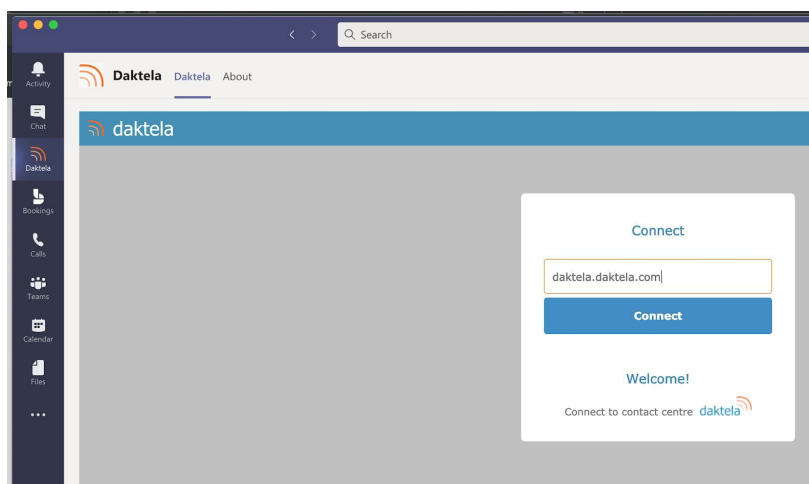 Search
Activity
Daktela Daktela About
Chat
daktela
Daktela
Bookings
Connect
Calls
daktela.daktela.com
Teams
Connect
Calendar
Welcome!
Files
Connect to contact centre daktela